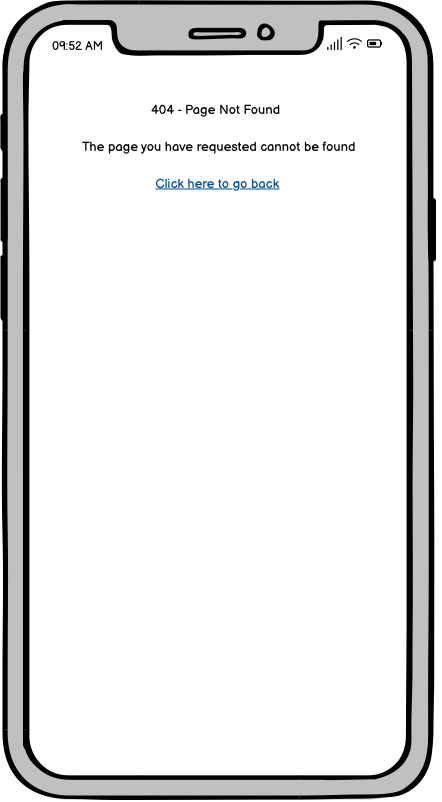 09:52 AM
404 - Page Not Found
The page you have requested cannot be found
Click here to go back